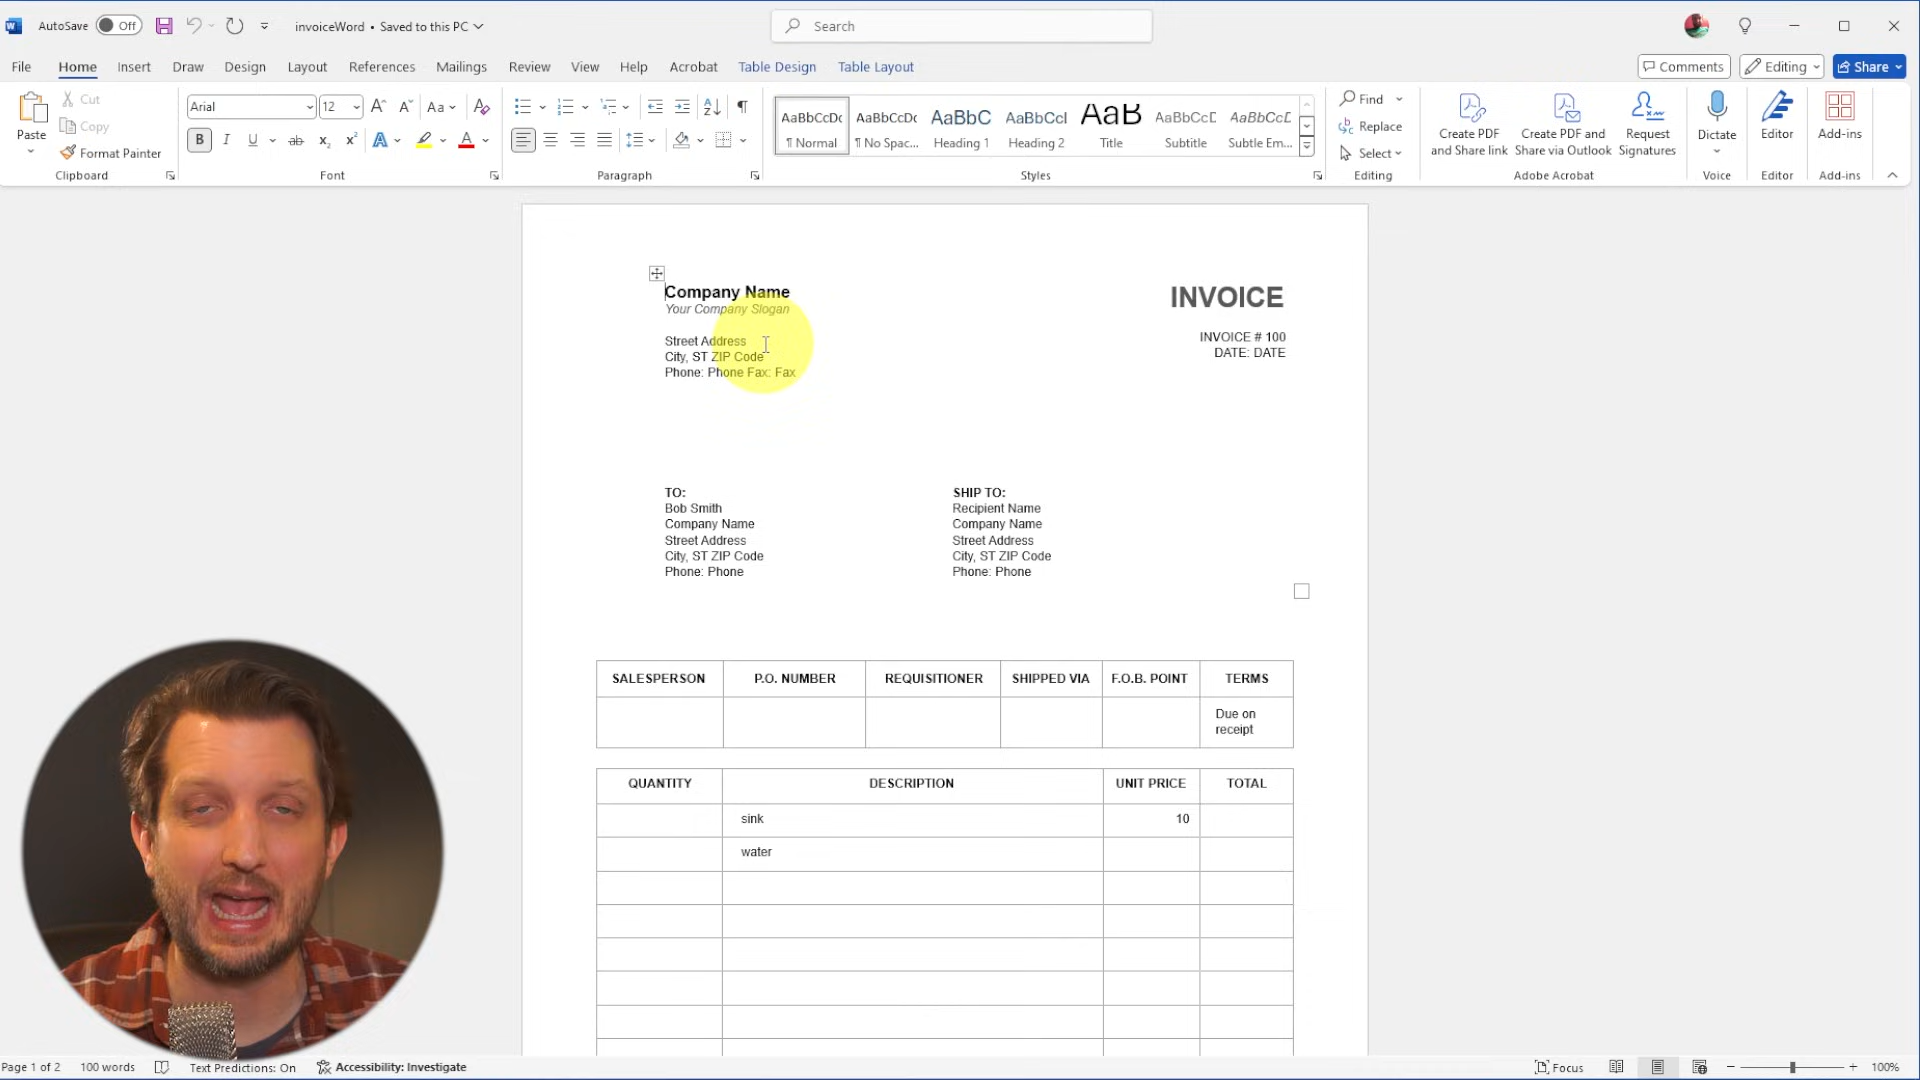 AutoSave Off invoiceWord • Saved to this PC Search
File Home Insert Draw Design Layout References Mailings Review View Help Acrobat Table Design Table Layout Comments Editing Share
Paste Cut Copy Format Painter
Arial 12 Aa
B I U ab x₂ x² A A
AaBbCcDc AaBbCcDc AaBbC AaBbCcI AaB AaBbCcD AaBbCcD
¶ Normal ¶ No Spac... Heading 1 Heading 2 Title Subtitle Subtle Em...
Find Replace Select
Create PDF and Share link
Create PDF and Share via Outlook
Request Signatures
Dictate Editor Add-ins
Clipboard Font Paragraph Styles Editing Adobe Acrobat Voice Editor Add-ins
Company Name
Your Company Slogan
INVOICE
Street Address
City, ST ZIP Code
Phone: Phone Fax: Fax
INVOICE # 100
DATE: DATE
TO:
Bob Smith
Company Name
Street Address
City, ST ZIP Code
Phone: Phone
SHIP TO:
Recipient Name
Company Name
Street Address
City, ST ZIP Code
Phone: Phone
SALESPERSON P.O. NUMBER REQUISITIONER SHIPPED VIA F.O.B. POINT TERMS
Due on
receipt
QUANTITY DESCRIPTION UNIT PRICE TOTAL
sink 10
water
Page 1 of 2 100 words Text Predictions: On Accessibility: Investigate Focus 100%